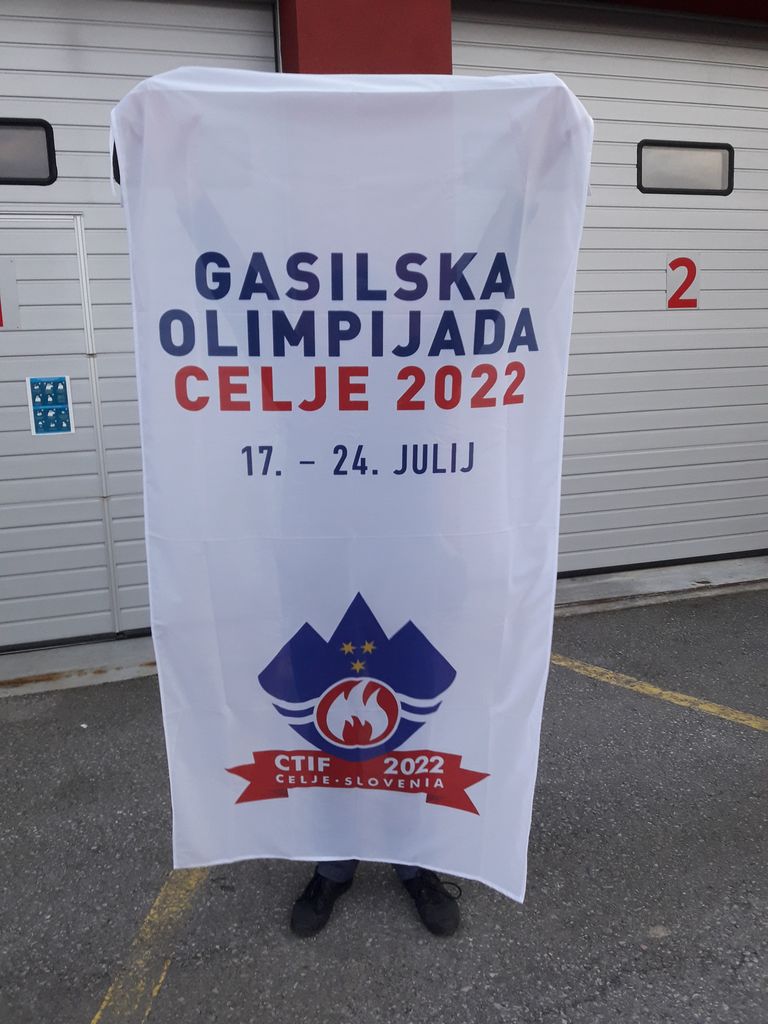 GASILSKA
OLIMPIJADA
CELJE 2022
17. – 24. JULIJ
CTIF 2022
CELJE·SLOVENIA
2